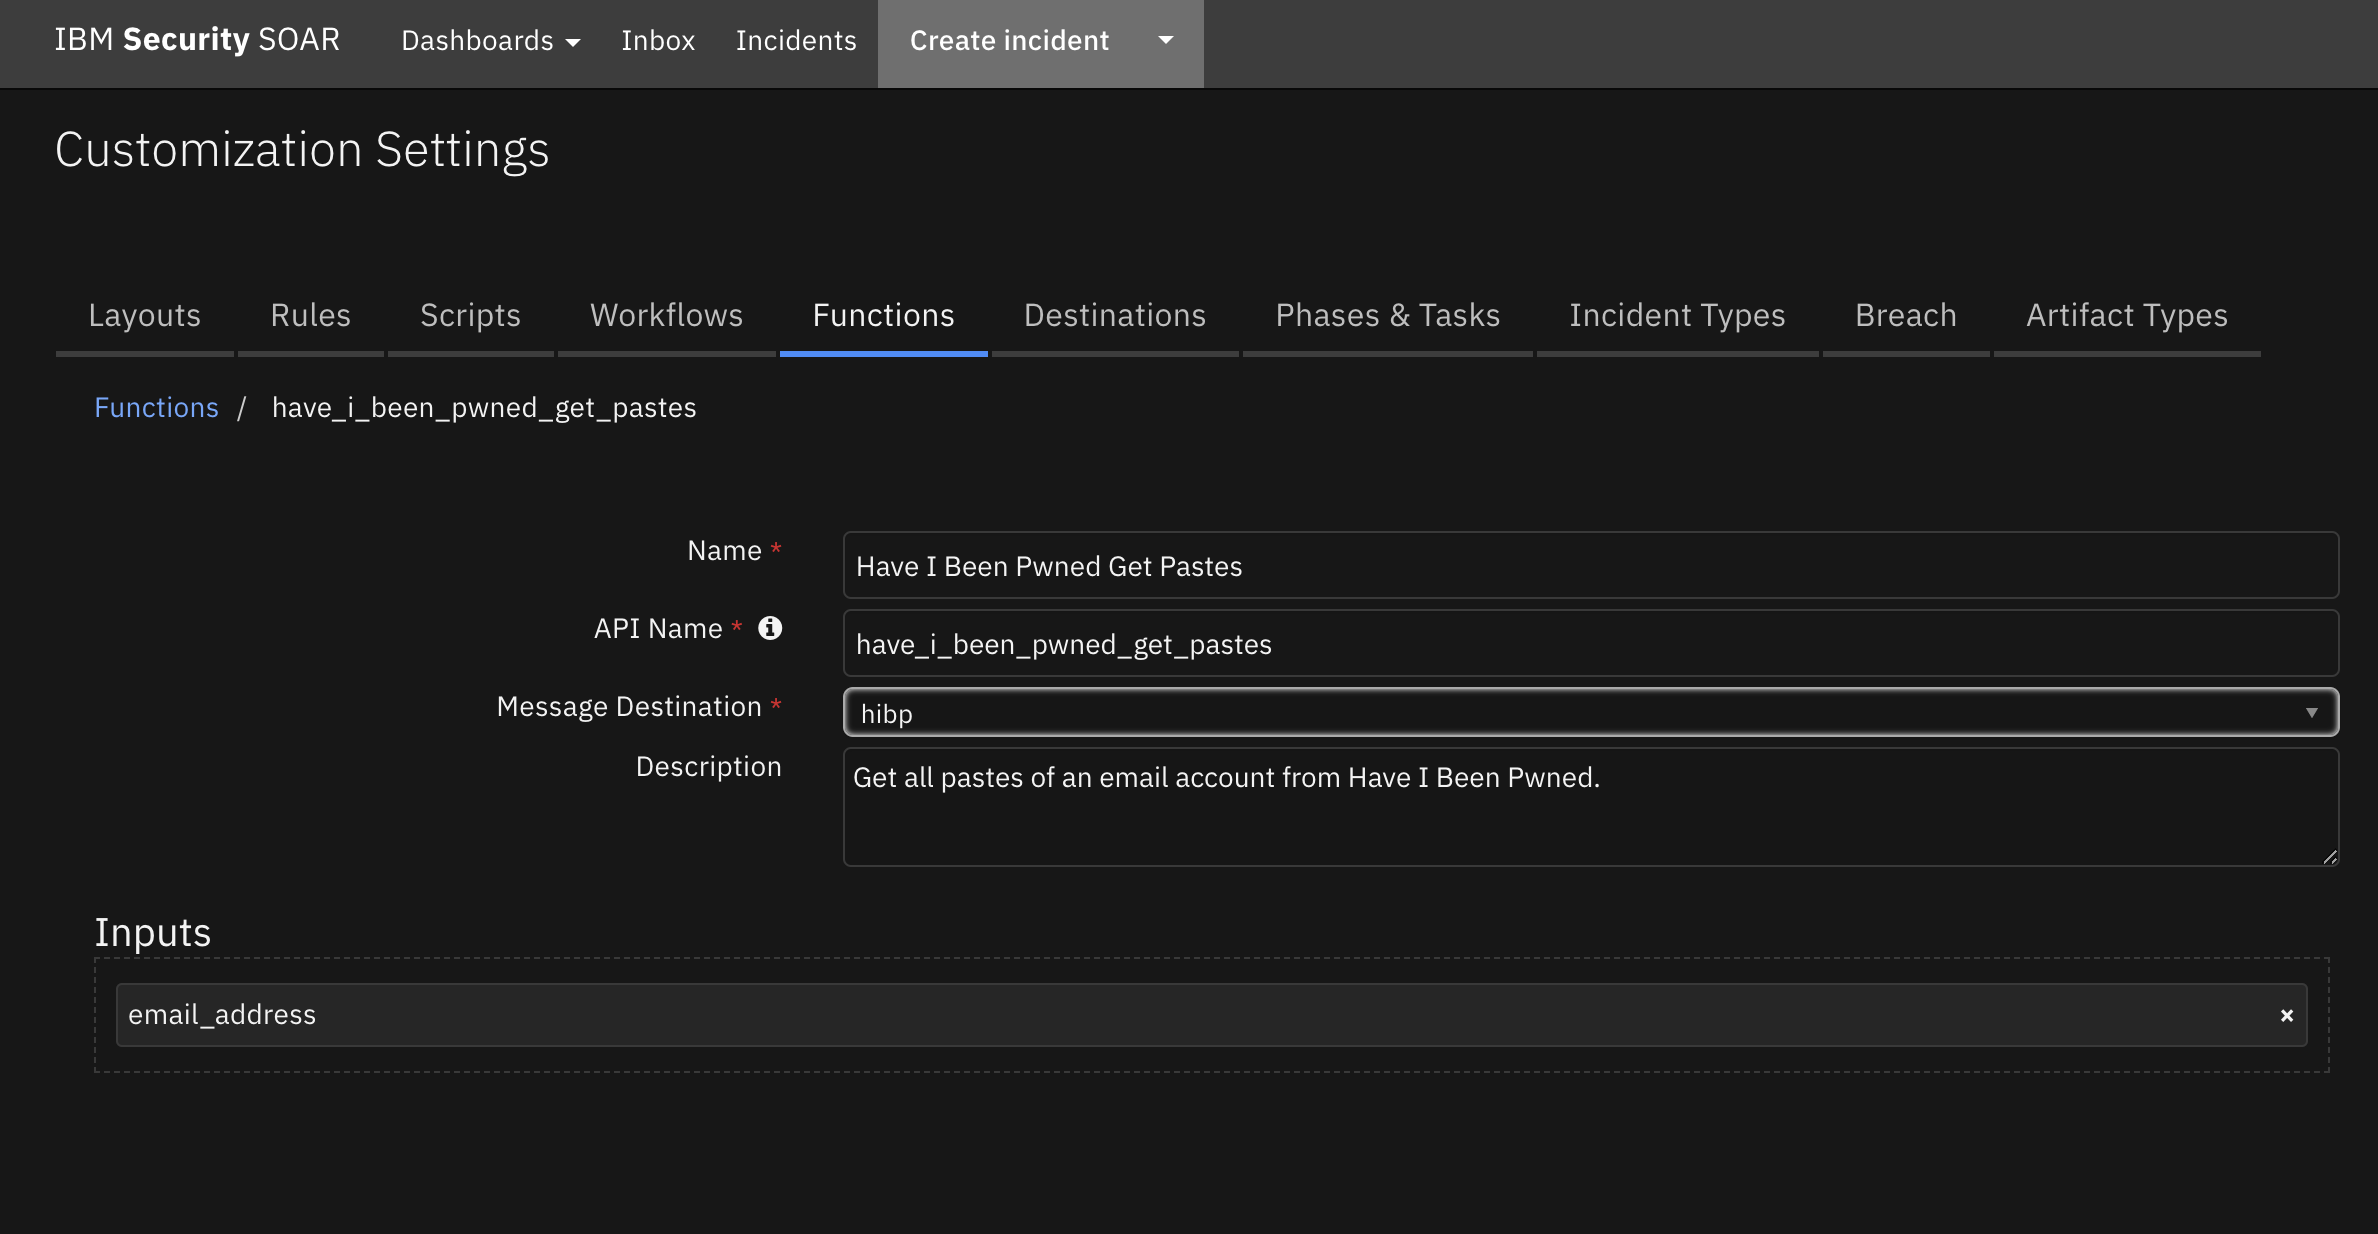 IBM Security SOAR Dashboards Inbox Incidents Create incident
Customization Settings
Layouts Rules Scripts Workflows Functions Destinations Phases & Tasks Incident Types Breach Artifact Types
Functions / have_i_been_pwned_get_pastes
Name * Have I Been Pwned Get Pastes
API Name * have_i_been_pwned_get_pastes
Message Destination * hibp
Description Get all pastes of an email account from Have I Been Pwned.
Inputs
email_address